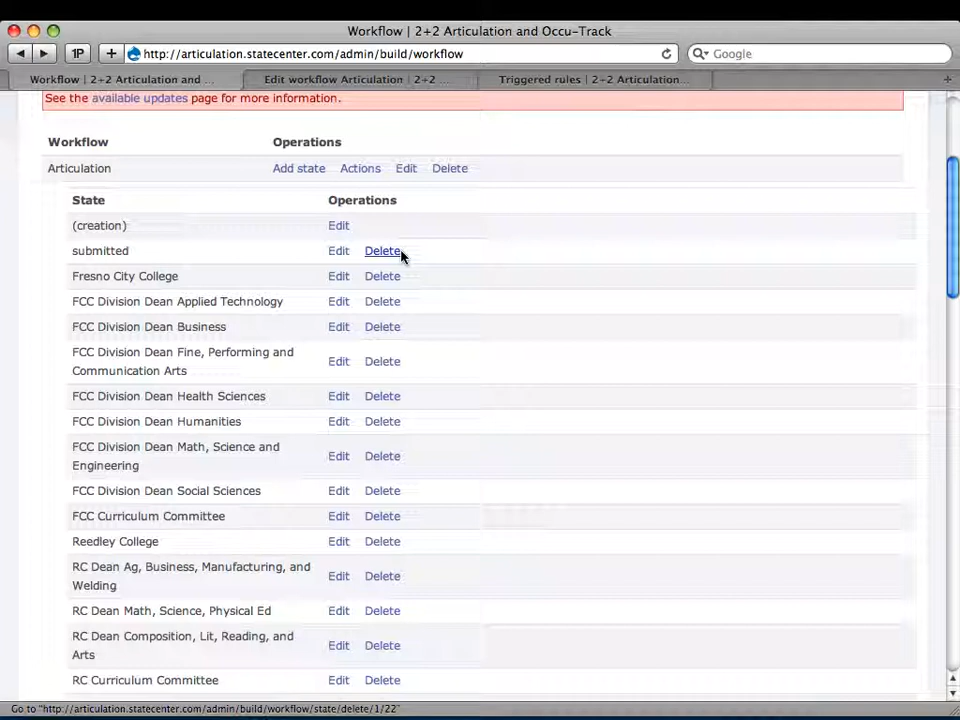 Workflow | 2+2 Articulation and Occu-Track
1P
+
http://articulation.statecenter.com/admin/build/workflow
Google
Workflow | 2+2 Articulation and ...
Edit workflow Articulation | 2+2 ...
Triggered rules | 2+2 Articulation...
+
See the available updates page for more information.
Workflow Operations
Articulation Add state Actions Edit Delete
State Operations
(creation) Edit
submitted Edit Delete
Fresno City College Edit Delete
FCC Division Dean Applied Technology Edit Delete
FCC Division Dean Business Edit Delete
FCC Division Dean Fine, Performing and
Communication Arts Edit Delete
FCC Division Dean Health Sciences Edit Delete
FCC Division Dean Humanities Edit Delete
FCC Division Dean Math, Science and
Engineering Edit Delete
FCC Division Dean Social Sciences Edit Delete
FCC Curriculum Committee Edit Delete
Reedley College Edit Delete
RC Dean Ag, Business, Manufacturing, and
Welding Edit Delete
RC Dean Math, Science, Physical Ed Edit Delete
RC Dean Composition, Lit, Reading, and
Arts Edit Delete
RC Curriculum Committee Edit Delete
Go to "http://articulation.statecenter.com/admin/build/workflow/state/delete/1/22"